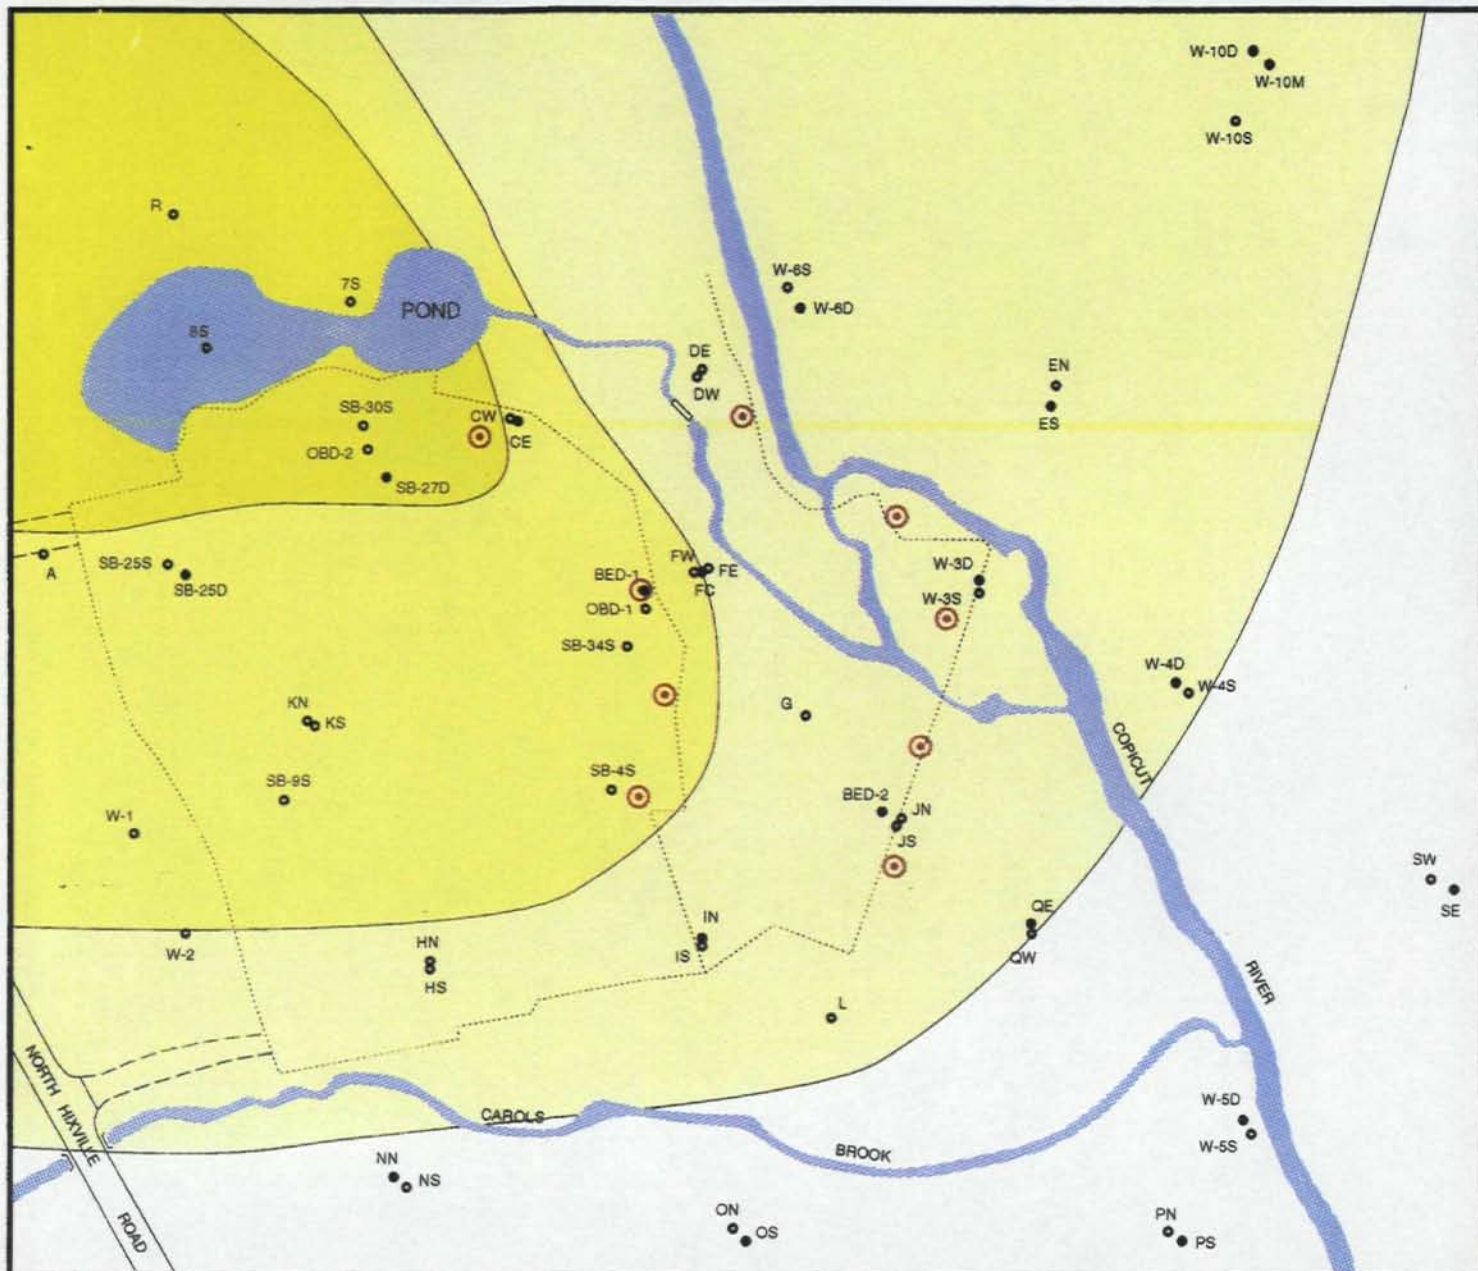 W-10D
W-10M
W-10S
R
W-6S
7S
W-6D
POND
8S
DE
EN
DW
SB-30S
CW
ES
CE
OBD-2
SB-27D
FW
FE
W-3D
SB-25S
A
BED-1
FC
SB-25D
W-3S
OBD-1
SB-34S
W-4D
W-4S
KN
G
KS
COPICUT
SB-9S
SB-4S
BED-2
JN
W-1
JS
SW
QE
SE
IN
HN
W-2
IS
QW
HS
RIVER
L
NORTH HIXVILLE
W-5D
CAROLS
W-5S
BROOK
NN
NS
ON
PN
ROAD
OS
PS